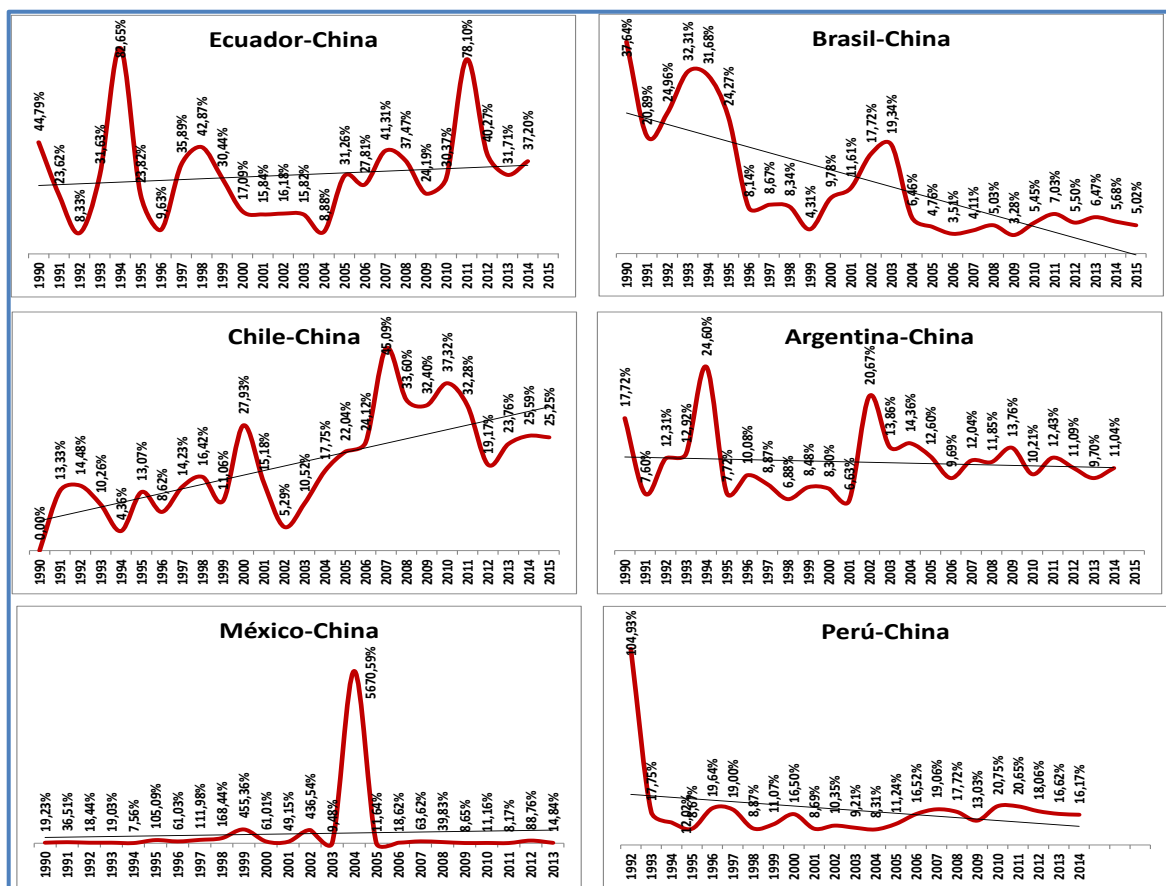 Ecuador-China
44,79% 23,62% 8,33% 31,63% 82,65% 23,82% 9,63% 35,89% 42,87% 30,44% 17,09% 15,84% 16,18% 15,82% 8,88% 31,26% 27,81% 41,31% 37,47% 24,19% 30,37% 78,10% 40,27% 31,71% 37,20%
1990 1991 1992 1993 1994 1995 1996 1997 1998 1999 2000 2001 2002 2003 2004 2005 2006 2007 2008 2009 2010 2011 2012 2013 2014 2015
Brasil-China
37,64% 20,89% 24,96% 32,31% 31,68% 24,27% 8,14% 8,67% 8,34% 4,31% 9,78% 11,61% 17,72% 19,34% 6,46% 4,76% 3,51% 4,11% 5,03% 3,28% 5,45% 7,03% 5,50% 6,47% 5,68% 5,02%
1990 1991 1992 1993 1994 1995 1996 1997 1998 1999 2000 2001 2002 2003 2004 2005 2006 2007 2008 2009 2010 2011 2012 2013 2014 2015
Chile-China
0,00% 13,33% 14,48% 10,26% 4,36% 13,07% 8,62% 14,23% 16,42% 11,06% 27,93% 15,18% 5,29% 10,52% 17,75% 22,04% 24,12% 45,09% 33,60% 32,40% 37,32% 32,28% 19,17% 23,76% 25,59% 25,25%
1990 1991 1992 1993 1994 1995 1996 1997 1998 1999 2000 2001 2002 2003 2004 2005 2006 2007 2008 2009 2010 2011 2012 2013 2014 2015
Argentina-China
17,72% 7,60% 12,31% 12,92% 24,60% 7,72% 10,08% 8,87% 6,88% 8,48% 8,30% 6,63% 20,67% 13,86% 14,36% 12,60% 9,69% 12,04% 11,85% 13,76% 10,21% 12,43% 11,09% 9,70% 11,04%
1990 1991 1992 1993 1994 1995 1996 1997 1998 1999 2000 2001 2002 2003 2004 2005 2006 2007 2008 2009 2010 2011 2012 2013 2014 2015
México-China
19,23% 36,51% 18,44% 19,03% 7,56% 105,09% 61,03% 111,98% 168,44% 455,36% 61,01% 49,15% 436,54% 9,48% 5670,59% 11,64% 18,62% 63,62% 39,83% 8,65% 11,16% 8,17% 88,76% 14,84%
1990 1991 1992 1993 1994 1995 1996 1997 1998 1999 2000 2001 2002 2003 2004 2005 2006 2007 2008 2009 2010 2011 2012 2013
Perú-China
104,93% 17,75% 12,02% 8,67% 19,64% 19,00% 8,87% 11,07% 16,50% 8,69% 10,35% 9,21% 8,31% 11,24% 16,52% 19,06% 17,72% 13,03% 20,75% 20,65% 18,06% 16,62% 16,17%
1992 1993 1994 1995 1996 1997 1998 1999 2000 2001 2002 2003 2004 2005 2006 2007 2008 2009 2010 2011 2012 2013 2014